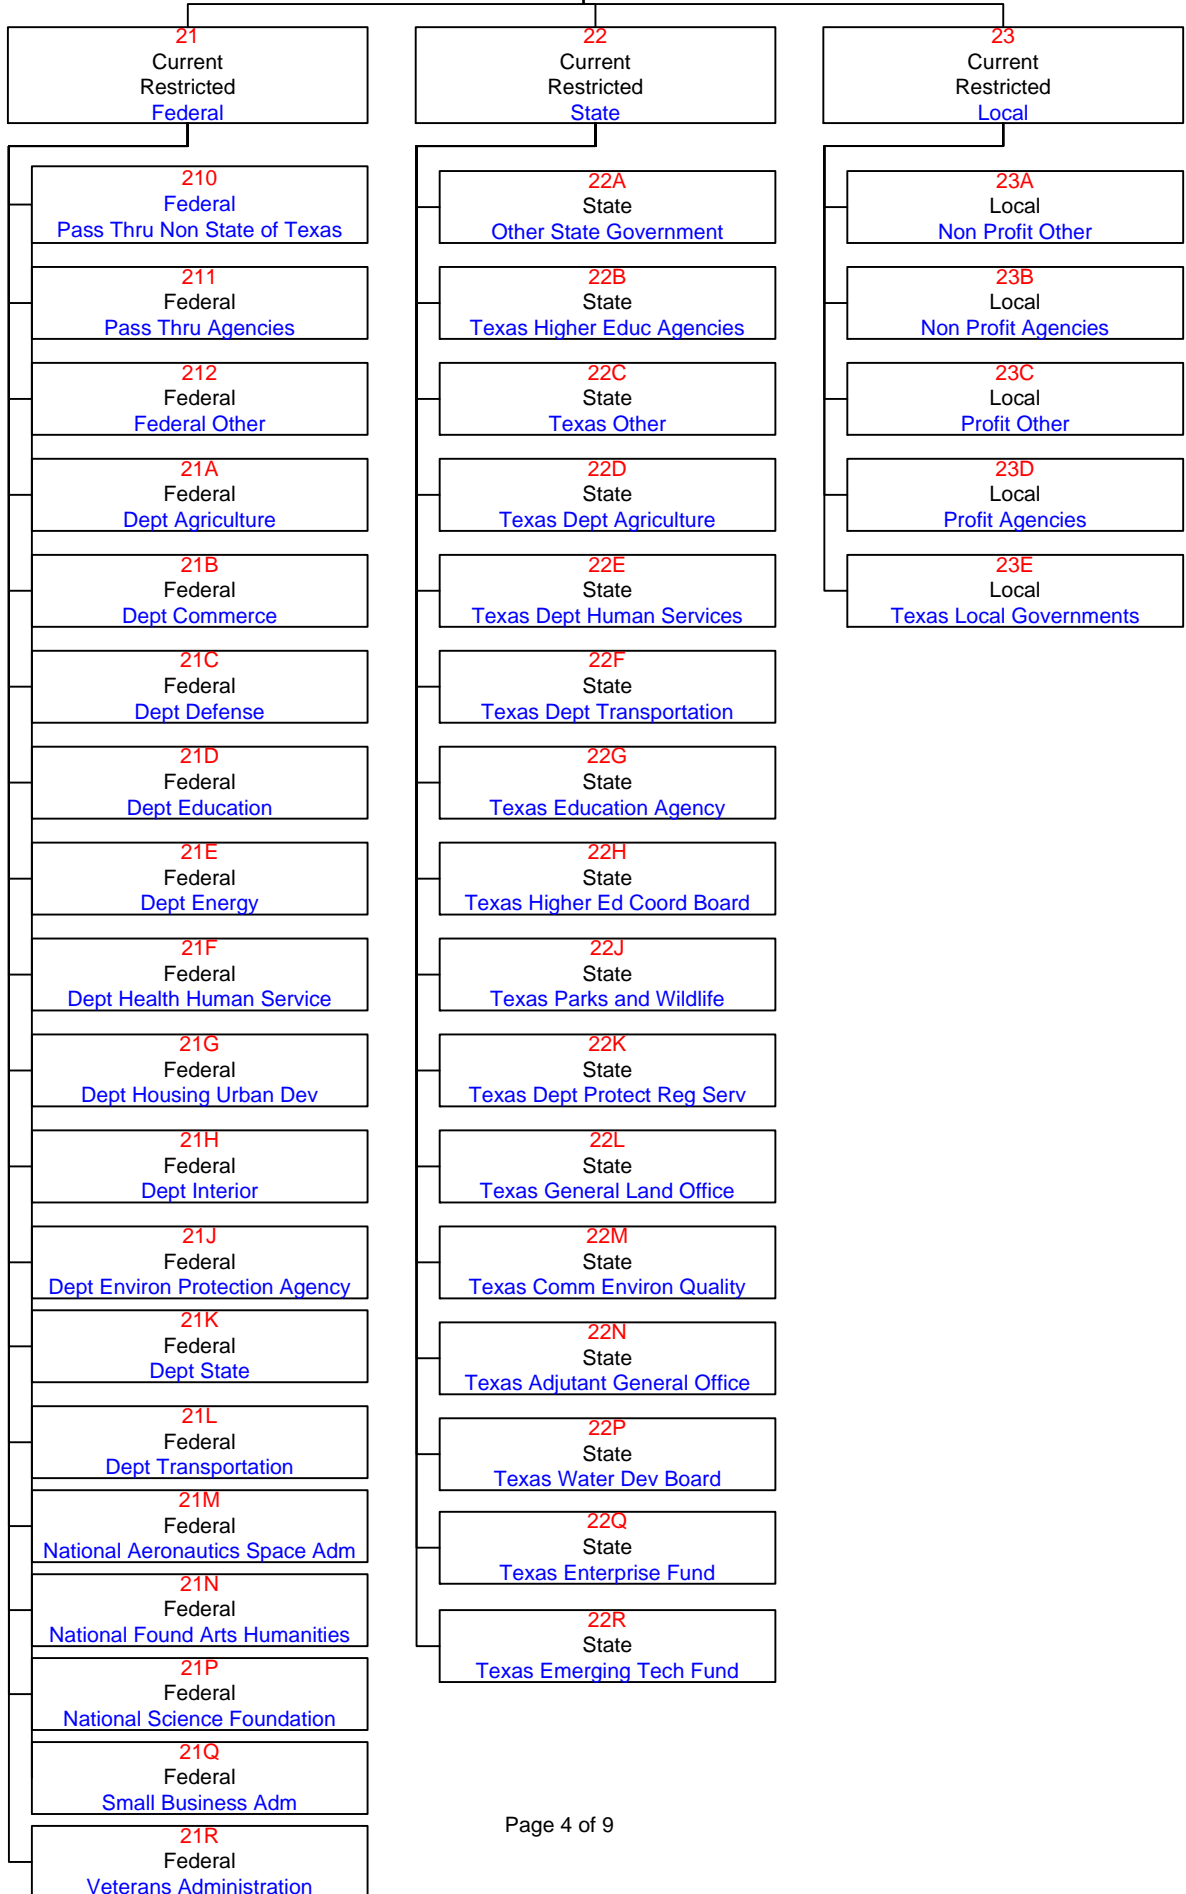 21
Current
Restricted
Federal
22
Current
Restricted
State
23
Current
Restricted
Local
210
Federal
Pass Thru Non State of Texas
211
Federal
Pass Thru Agencies
212
Federal
Federal Other
21A
Federal
Dept Agriculture
21B
Federal
Dept Commerce
21C
Federal
Dept Defense
21D
Federal
Dept Education
21E
Federal
Dept Energy
21F
Federal
Dept Health Human Service
21G
Federal
Dept Housing Urban Dev
21H
Federal
Dept Interior
21J
Federal
Dept Environ Protection Agency
21K
Federal
Dept State
21L
Federal
Dept Transportation
21M
Federal
National Aeronautics Space Adm
21N
Federal
National Found Arts Humanities
21P
Federal
National Science Foundation
21Q
Federal
Small Business Adm
21R
Federal
Veterans Administration
22A
State
Other State Government
22B
State
Texas Higher Educ Agencies
22C
State
Texas Other
22D
State
Texas Dept Agriculture
22E
State
Texas Dept Human Services
22F
State
Texas Dept Transportation
22G
State
Texas Education Agency
22H
State
Texas Higher Ed Coord Board
22J
State
Texas Parks and Wildlife
22K
State
Texas Dept Protect Reg Serv
22L
State
Texas General Land Office
22M
State
Texas Comm Environ Quality
22N
State
Texas Adjutant General Office
22P
State
Texas Water Dev Board
22Q
State
Texas Enterprise Fund
22R
State
Texas Emerging Tech Fund
23A
Local
Non Profit Other
23B
Local
Non Profit Agencies
23C
Local
Profit Other
23D
Local
Profit Agencies
23E
Local
Texas Local Governments
Page 4 of 9